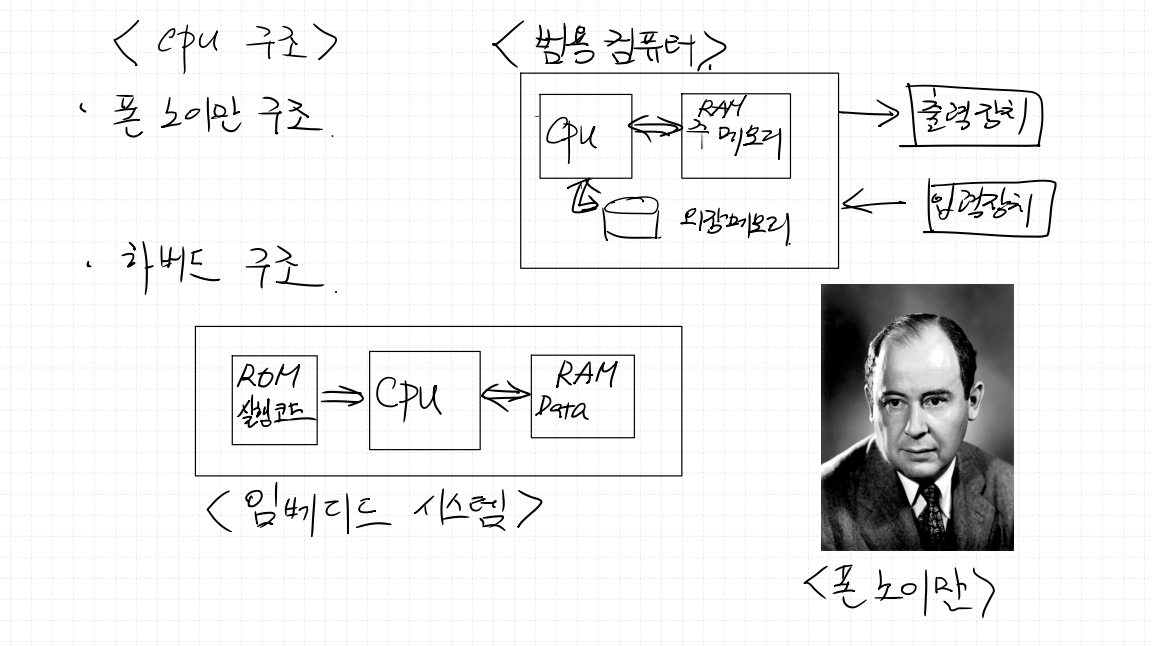 < CPU 구조 >
· 폰 노이만 구조.
· 하버드 구조.
< 범용 컴퓨터 >
CPU
RAM
주 메모리
외장메모리
출력장치
입력장치
ROM
실행코드
CPU
RAM
Data
< 임베디드 시스템 >
< 폰 노이만 >